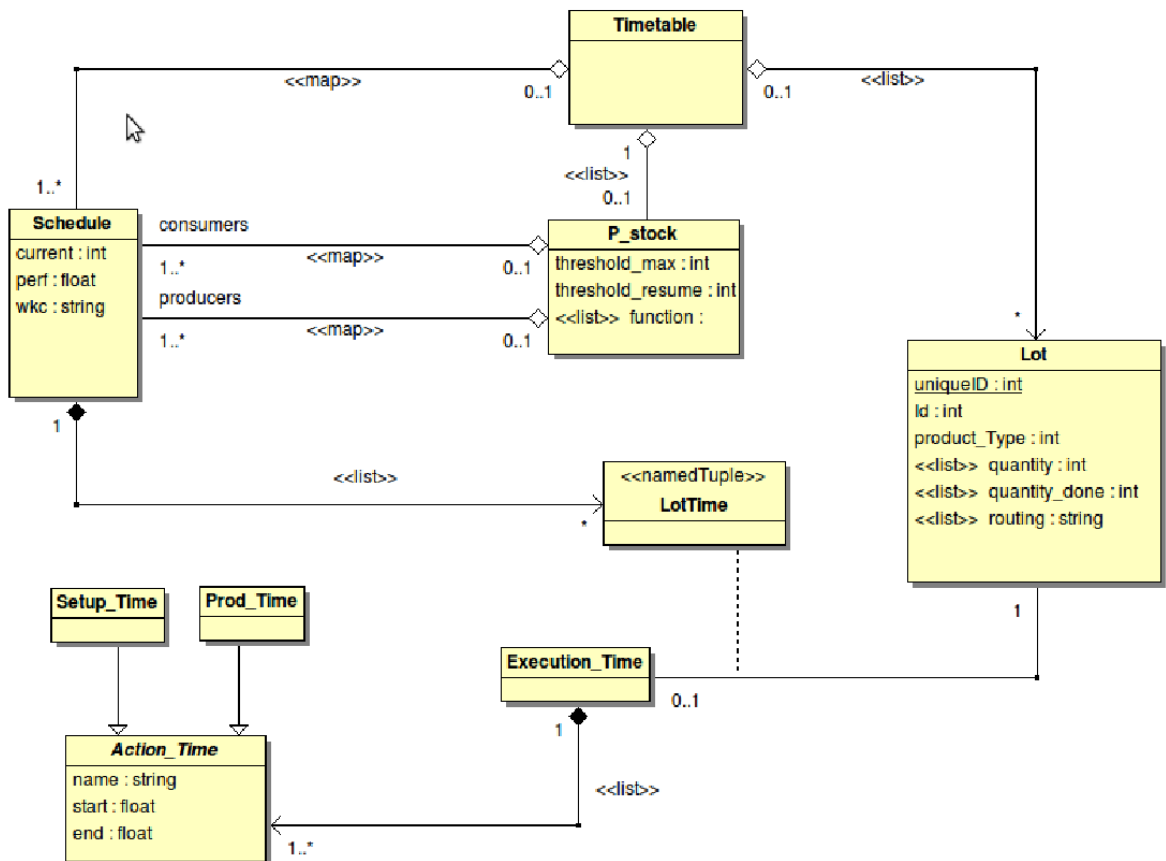 Timetable
<<map>>
0..1
0..1
<<list>>
1
<<list>>
0..1
1..*
Schedule
current : int
perf : float
wkc : string
consumers
1..*
<<map>>
0..1
producers
1..*
<<map>>
0..1
P_stock
threshold_max : int
threshold_resume : int
<<list>> function :
*
Lot
uniqueID : int
Id : int
product_Type : int
<<list>> quantity : int
<<list>> quantity_done : int
<<list>> routing : string
1
<<list>>
*
<<namedTuple>>
LotTime
Setup_Time
Prod_Time
Execution_Time
0..1
1
1
<<list>>
1..*
Action_Time
name : string
start : float
end : float